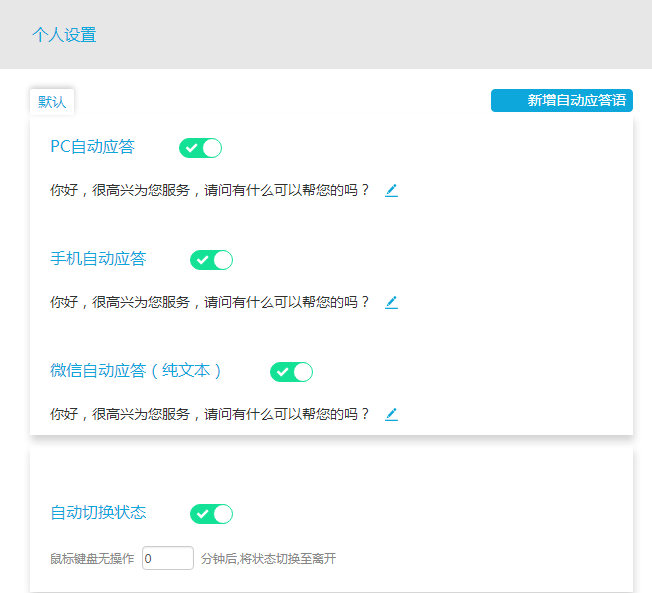 个人设置
默认
新增自动应答语
PC自动应答
你好，很高兴为您服务，请问有什么可以帮您的吗？
手机自动应答
你好，很高兴为您服务，请问有什么可以帮您的吗？
微信自动应答（纯文本）
你好，很高兴为您服务，请问有什么可以帮您的吗？
自动切换状态
鼠标键盘无操作 0 分钟后,将状态切换至离开